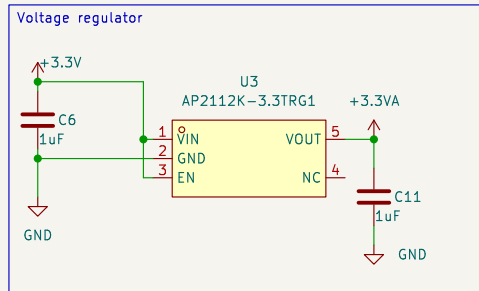 Voltage regulator
+3.3V
U3
AP2112K-3.3TRG1
+3.3VA
C6
1uF
1
VIN
2
GND
3
EN
VOUT
5
NC
4
C11
1uF
GND
GND